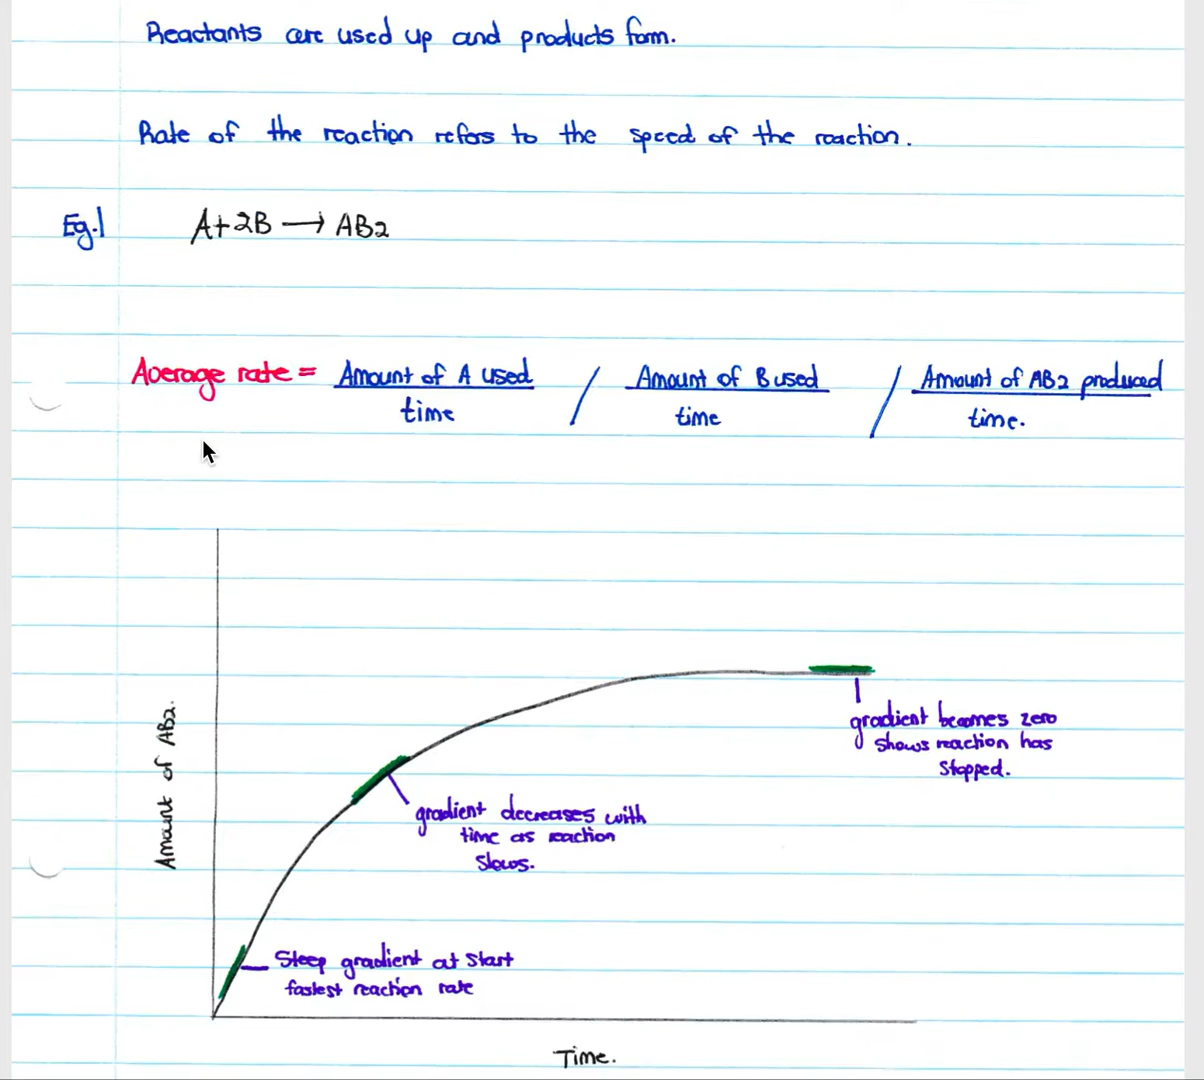 Reactants are used up and products form.
Rate of the reaction refers to the speed of the reaction.
Eg.1 A+2B → AB2
Average rate = Amount of A used / Amount of B used / Amount of AB2 produced
time time time.
Amount of AB2.
gradient becomes zero
shows reaction has
stopped.
gradient decreases with
time as reaction
slows.
Steep gradient at start
fastest reaction rate
Time.